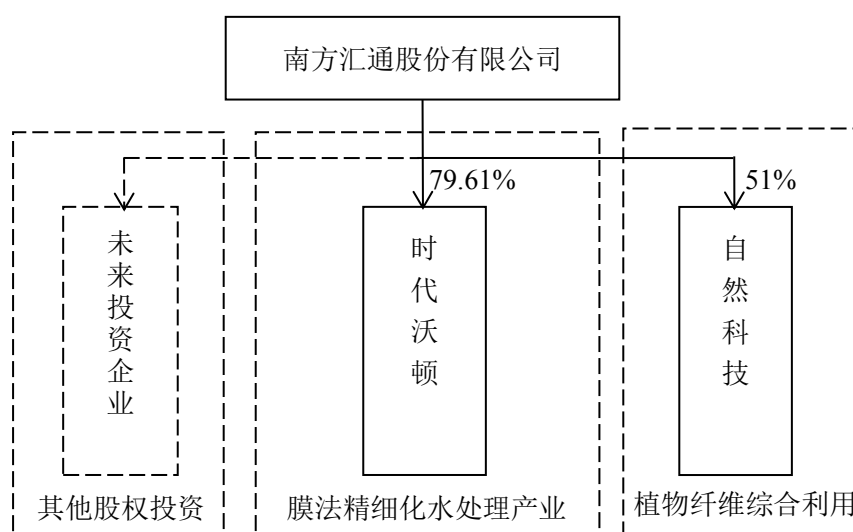 南方汇通股份有限公司
79.61%
51%
未来投资企业
时代沃顿
自然科技
其他股权投资
膜法精细化水处理产业
植物纤维综合利用